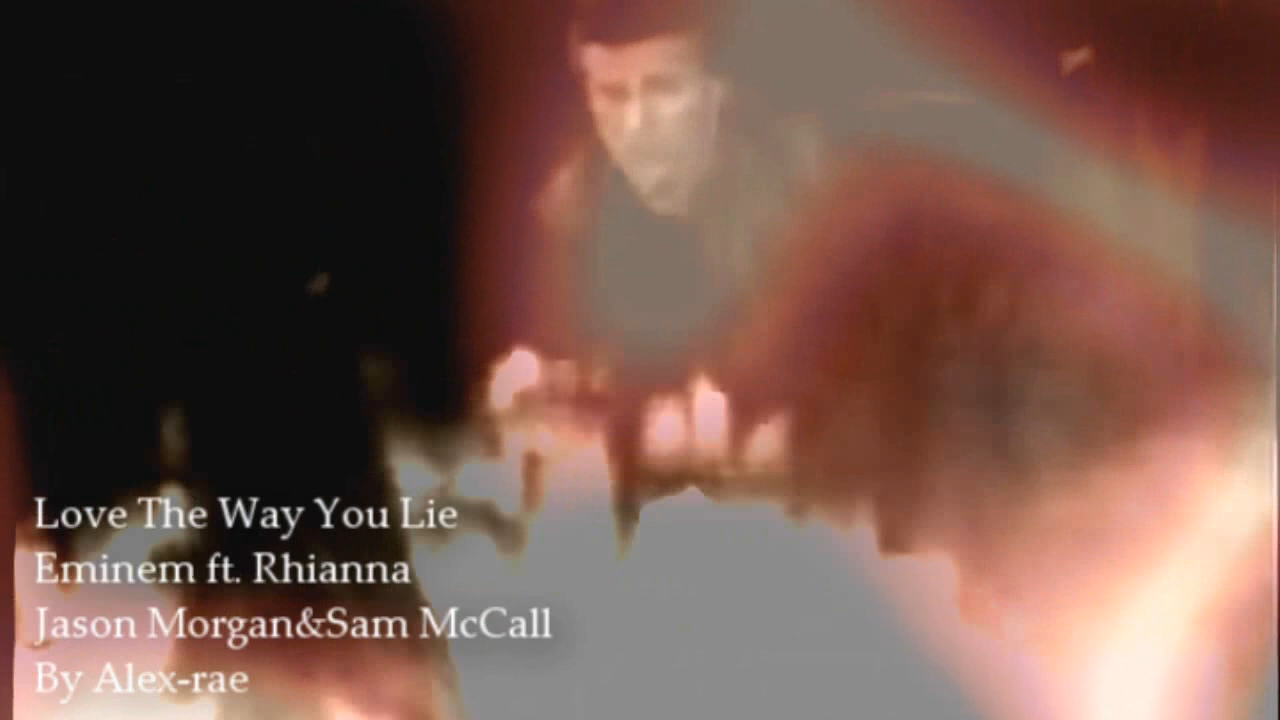 Love The Way You Lie
Eminem ft. Rhianna
Jason Morgan&Sam McCall
By Alex-rae